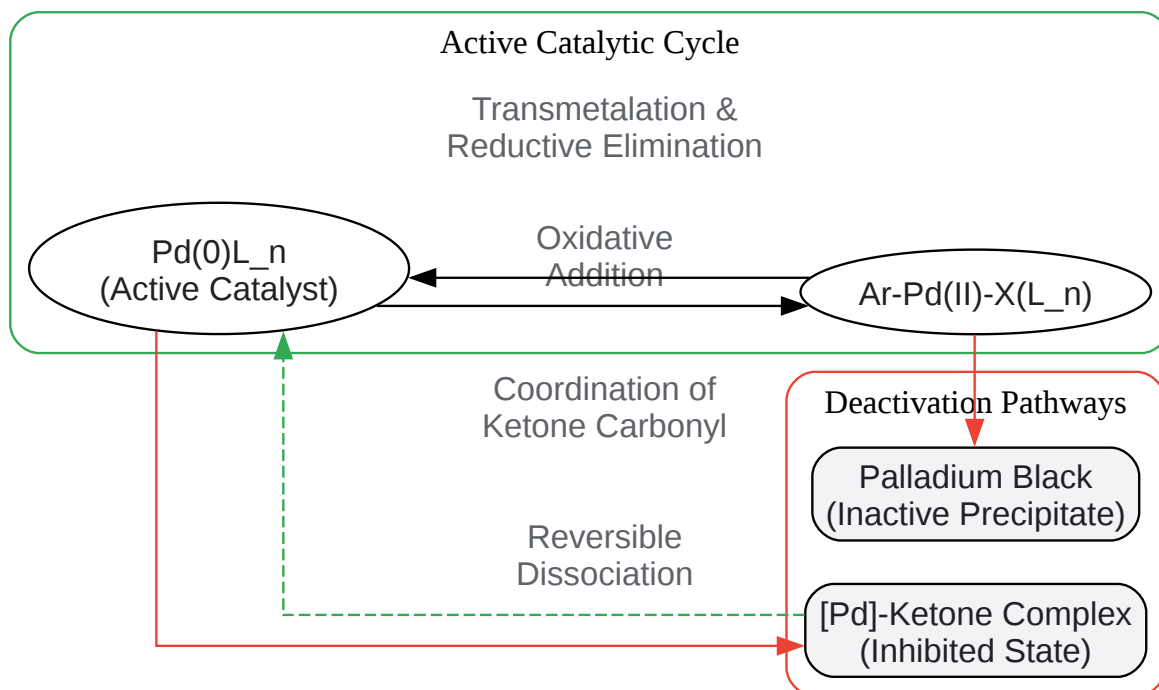 Active Catalytic Cycle
Transmetalation &
Reductive Elimination
Pd(0)L_n
(Active Catalyst)
Oxidative
Addition
Ar-Pd(II)-X(L_n)
Coordination of
Ketone Carbonyl
Deactivation Pathways
Palladium Black
(Inactive Precipitate)
Reversible
Dissociation
[Pd]-Ketone Complex
(Inhibited State)